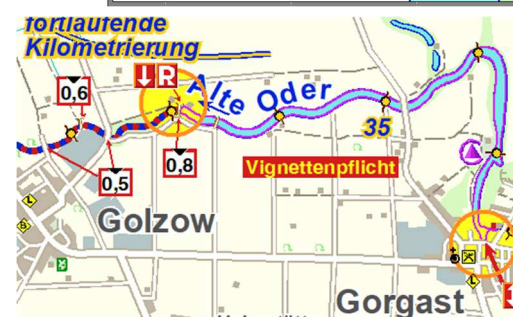 fortlaufende
Kilometrierung
R
Alte Oder
0,6
35
0,8
Vignettenpflicht
0,5
Golzow
L
B
L
Gorgast